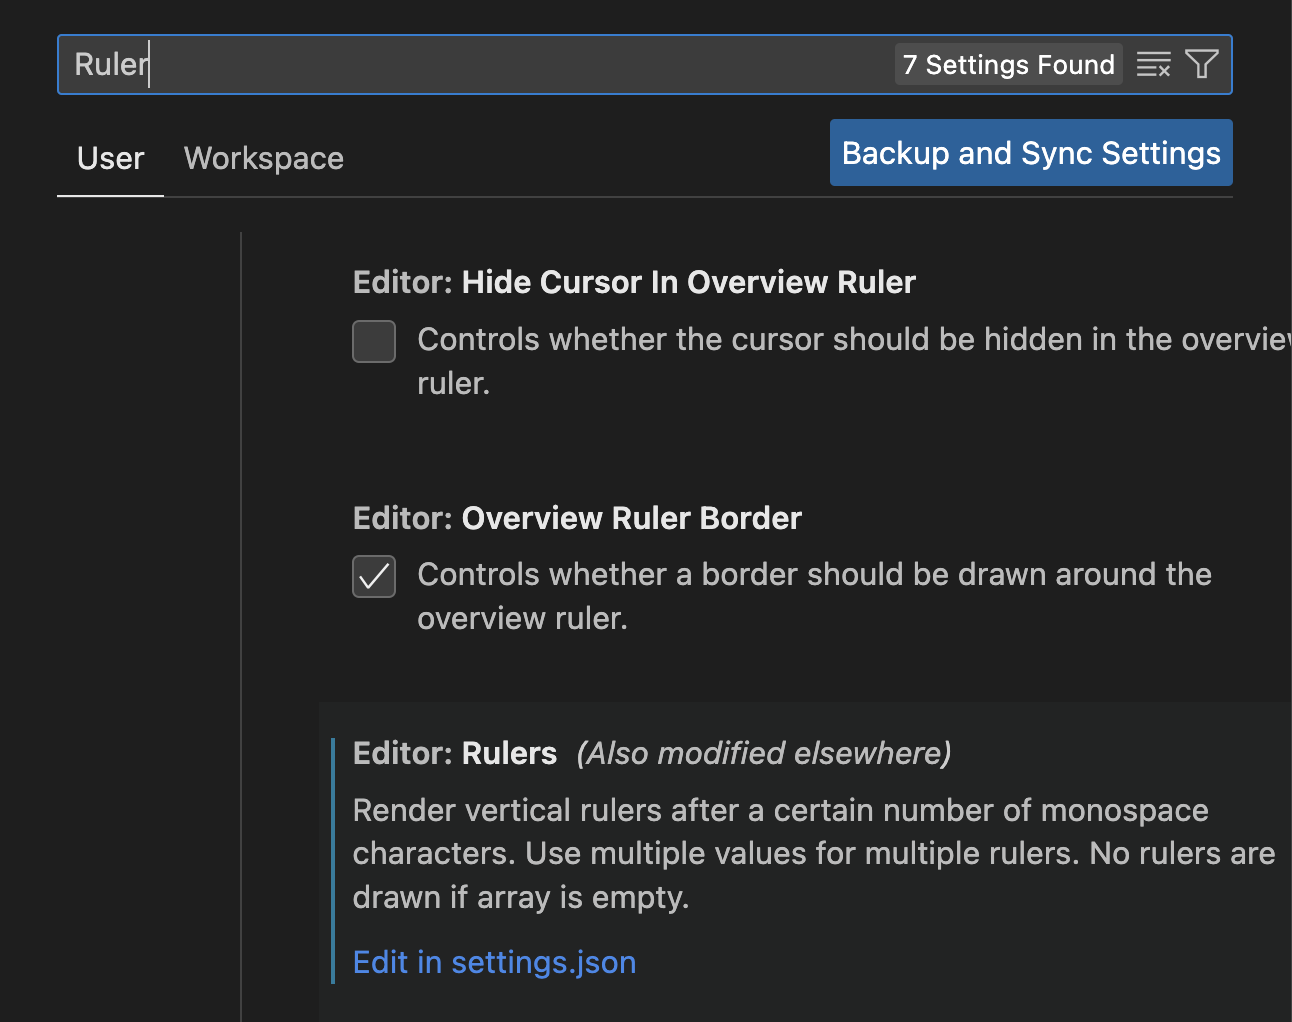 Ruler
7 Settings Found
User Workspace
Backup and Sync Settings
Editor: Hide Cursor In Overview Ruler
Controls whether the cursor should be hidden in the overview
ruler.
Editor: Overview Ruler Border
Controls whether a border should be drawn around the
overview ruler.
Editor: Rulers (Also modified elsewhere)
Render vertical rulers after a certain number of monospace
characters. Use multiple values for multiple rulers. No rulers are
drawn if array is empty.
Edit in settings.json